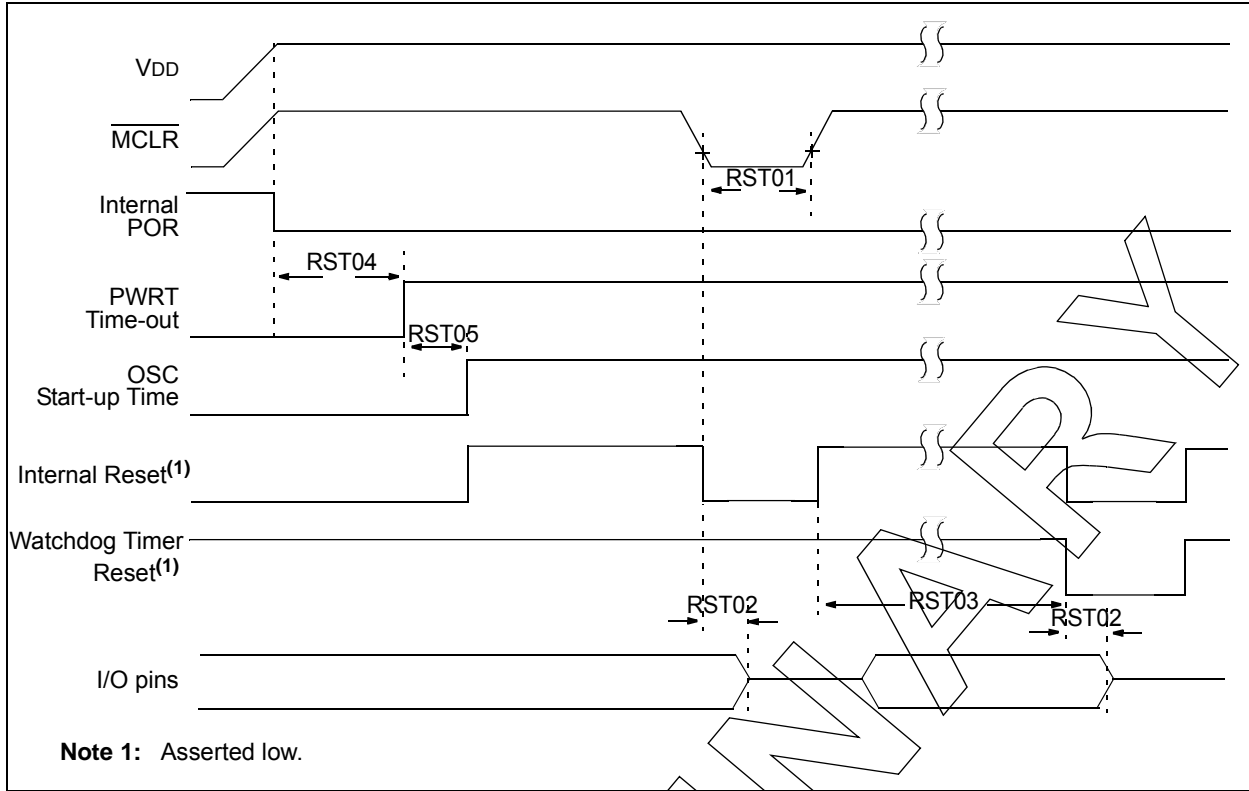 VDD
MCLR
RST01
Internal
POR
RST04
PWRT
Time-out
RST05
OSC
Start-up Time
Internal Reset(1)
Watchdog Timer
Reset(1)
RST02
RST03
RST02
I/O pins
Note 1: Asserted low.
N A R Y